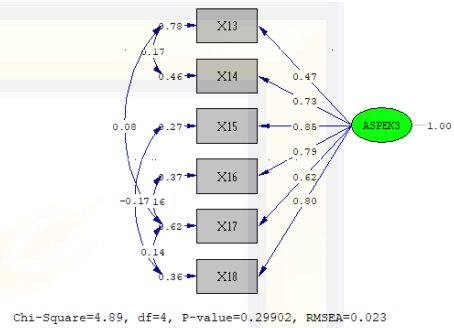 0.78 X13
0.17 0.47
0.46 X14
0.73
0.08 0.27 X15 0.85 ASPEK3 1.00
0.79
0.37 X16
-0.17 16 0.62
0.62 X17 0.80
0.14
0.36 X18
Chi-Square=4.89, df=4, P-value=0.29902, RMSEA=0.023